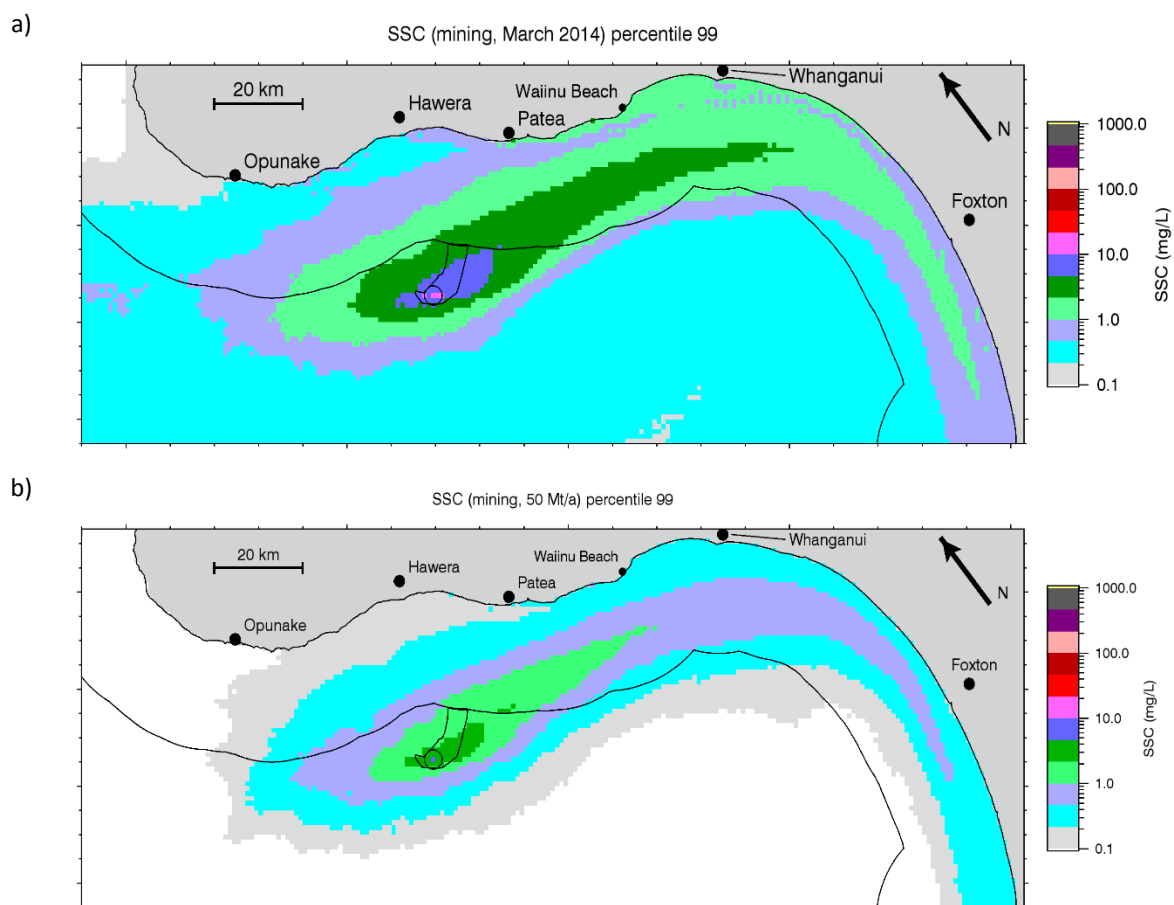 a)
SSC (mining, March 2014) percentile 99
Whanganui
20 km
Hawera
Waiinu Beach
Patea
N
Opunake
Foxton
1000.0
100.0
10.0
1.0
0.1
SSC (mg/L)
b)
SSC (mining, 50 Mt/a) percentile 99
Whanganui
20 km
Hawera
Waiinu Beach
Patea
N
Opunake
Foxton
1000.0
100.0
10.0
1.0
0.1
SSC (mg/L)